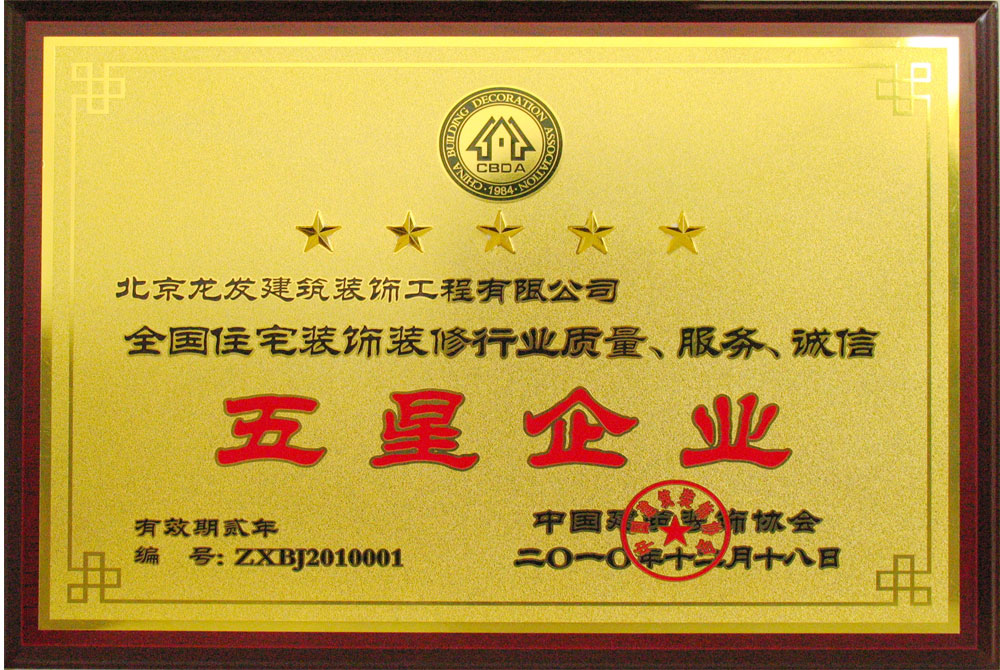 CHINA BUILDING DECORATION ASSOCIATION
CBDA
·1984·
北京龙发建筑装饰工程有限公司
全国住宅装饰装修行业质量、服务、诚信
五星企业
有效期贰年
编 号: ZXBJ2010001
中国建筑装饰协会
二〇一〇年十二月十八日